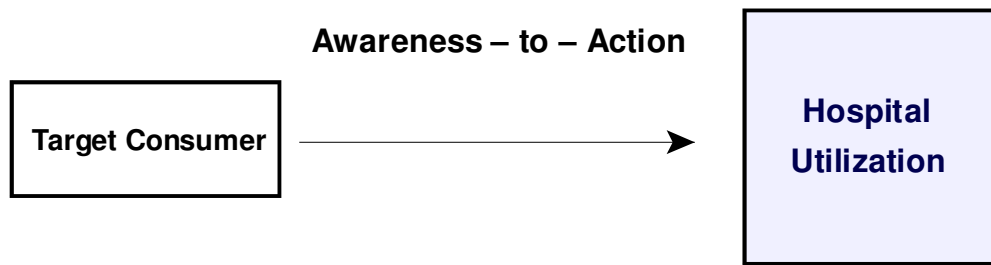 Awareness – to – Action
Target Consumer
Hospital
Utilization